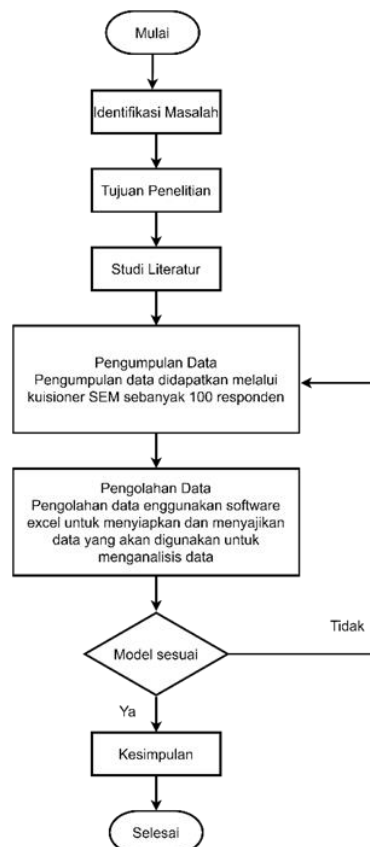 Mulai
Identifikasi Masalah
Tujuan Penelitian
Studi Literatur
Pengumpulan Data
Pengumpulan data didapatkan melalui
kuisioner SEM sebanyak 100 responden
Pengolahan Data
Pengolahan data enggunakan software
excel untuk menyiapkan dan menyajikan
data yang akan digunakan untuk
menganalisis data
Model sesuai
Tidak
Ya
Kesimpulan
Selesai